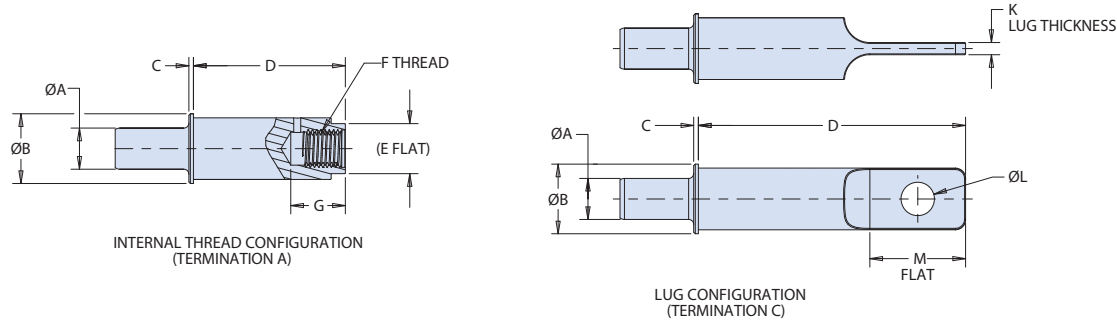 C
D
F THREAD
ØA
ØB
(E FLAT)
G
INTERNAL THREAD CONFIGURATION
(TERMINATION A)
K
LUG THICKNESS
C
D
ØA
ØB
ØL
M
FLAT
LUG CONFIGURATION
(TERMINATION C)